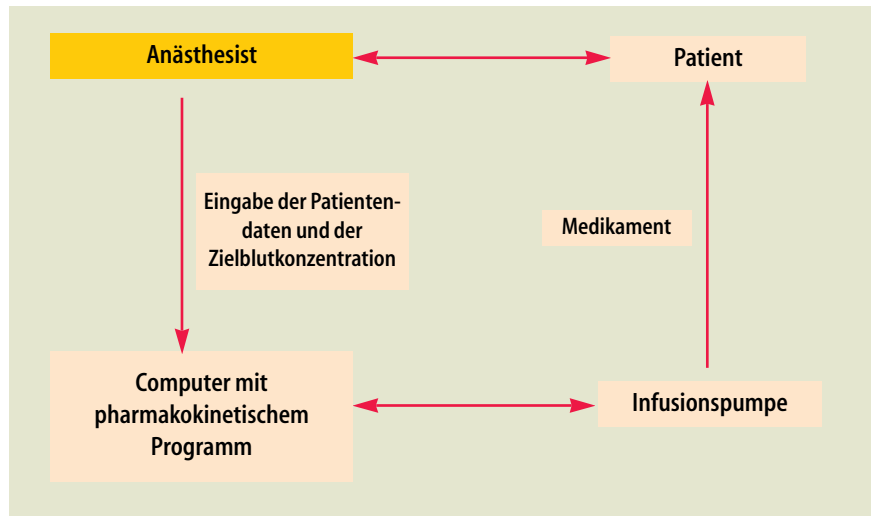 Anästhesist
Patient
Eingabe der Patienten-
daten und der
Zielblutkonzentration
Medikament
Computer mit
pharmakokinetischem
Programm
Infusionspumpe